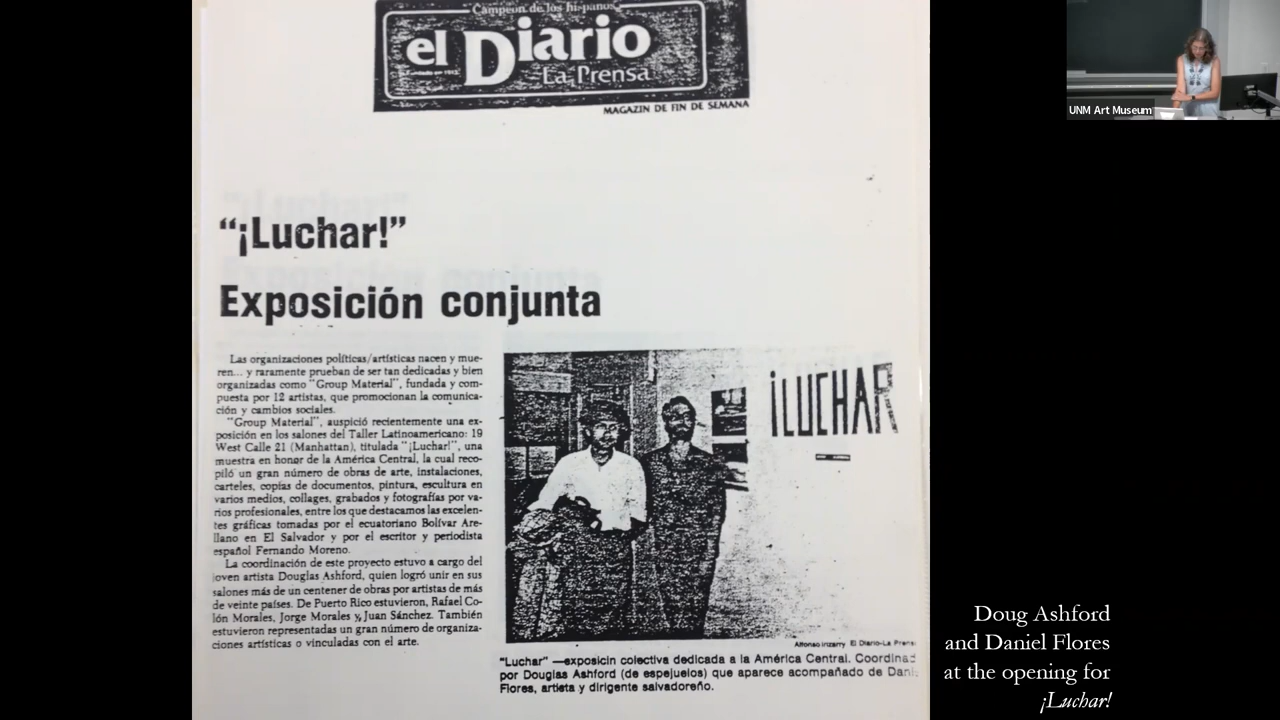 Campeon de los hispanos
el Diario
La Prensa
MAGAZIN DE FIN DE SEMANA
UNM Art Museum
“¡Luchar!”
Exposición conjunta
Las organizaciones políticas/artísticas nacen y mue-
ren... y raramente prueban de ser tan dedicadas y bien
organizadas como “Group Material”, fundada y com-
puesta por 12 artistas, que promocionan la comunica-
ción y cambios sociales.
“Group Material”, auspició recientemente una ex-
posición en los salones del Taller Latinoamericano: 19
West Calle 21 (Manhattan), titulada “¡Luchar!”, una
muestra en honor de la América Central, la cual reco-
piló un gran número de obras de arte, instalaciones,
carteles, copias de documentos, pintura, escultura en
varios medios, collages, grabados y fotografías por va-
rios profesionales, entre los que destacamos las excelen-
tes gráficas tomadas por el ecuatoriano Bolívar Are-
llano en El Salvador y por el escritor y periodista
español Fernando Moreno.
La coordinación de este proyecto estuvo a cargo del
joven artista Douglas Ashford, quien logró unir en sus
salones más de un centener de obras por artistas de más
de veinte países. De Puerto Rico estuvieron, Rafael Co-
lón Morales, Jorge Morales y Juan Sánchez. También
estuvieron representadas un gran número de organiza-
ciones artísticas o vinculadas con el arte.
¡LUCHAR
Alfonso Irizarry El Diario-La Prens
“Luchar” —exposicin colectiva dedicada a la América Central. Coordinad
por Douglas Ashford (de espejuelos) que aparece acompañado de Dani
Flores, artista y dirigente salvadoreño.
Doug Ashford
and Daniel Flores
at the opening for
¡Luchar!